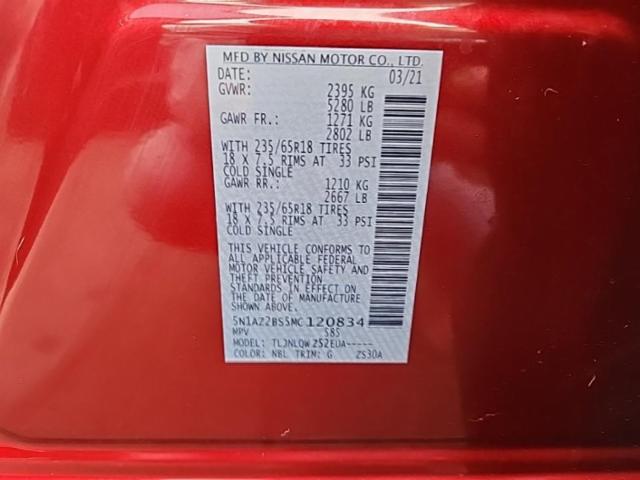 MFD BY NISSAN MOTOR CO., LTD.
DATE: 03/21
GVWR: 2395 KG
5280 LB
GAWR FR.: 1271 KG
2802 LB
WITH 235/65R18 TIRES
18 X 7.5 RIMS AT 33 PSI
COLD SINGLE
GAWR RR.: 1210 KG
2667 LB
WITH 235/65R18 TIRES
18 X 7.5 RIMS AT 33 PSI
COLD SINGLE
THIS VEHICLE CONFORMS TO
ALL APPLICABLE FEDERAL
MOTOR VEHICLE SAFETY AND
THEFT PREVENTION
STANDARDS IN EFFECT ON
THE DATE OF MANUFACTURE
SHOWN ABOVE.
5N1AZ2BS5MC120834
MPV 585
MODEL: TLJNLQWZ52EUA-----
COLOR: NBL TRIM: G ZS30A